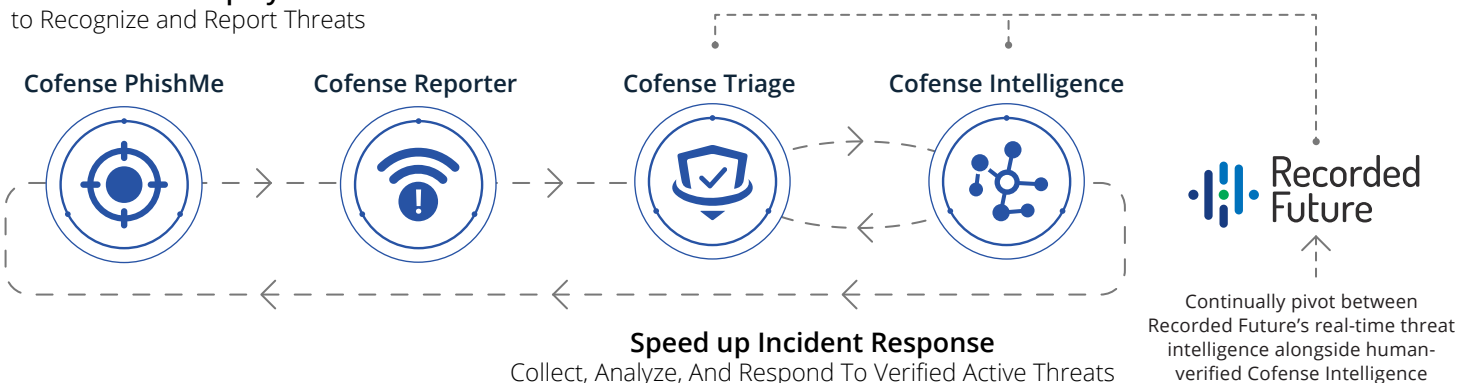 to Recognize and Report Threats
Cofense PhishMe
Cofense Reporter
Cofense Triage
Cofense Intelligence
!
Recorded
Future
Speed up Incident Response
Collect, Analyze, And Respond To Verified Active Threats
Continually pivot between
Recorded Future’s real-time threat
intelligence alongside human-
verified Cofense Intelligence